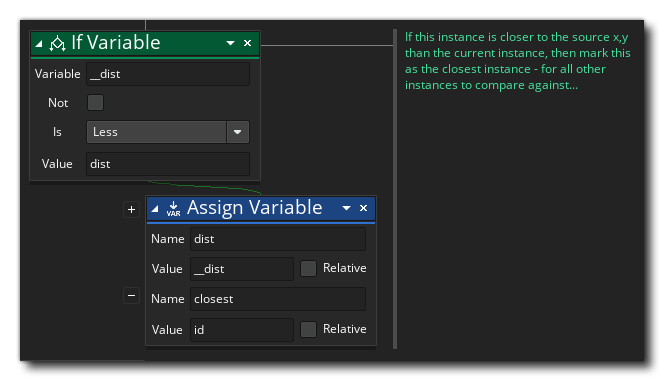 If Variable
Variable __dist
Not
Is Less
Value dist
Assign Variable
VAR
Name dist
Value __dist Relative
Name closest
Value id Relative
If this instance is closer to the source x,y
than the current instance, then mark this
as the closest instance - for all other
instances to compare against...